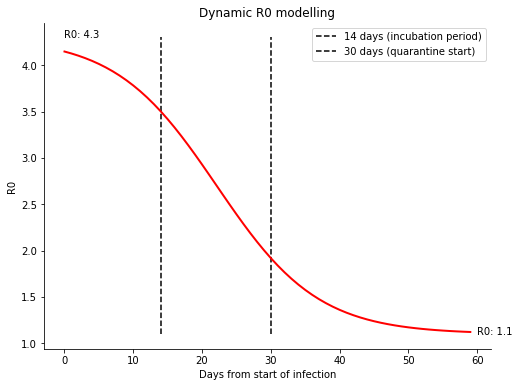 Dynamic R0 modelling
R0: 4.3
14 days (incubation period)
30 days (quarantine start)
4.0
3.5
3.0
2.5
2.0
1.5
1.0
R0
R0: 1.1
0
10
20
30
40
50
60
Days from start of infection